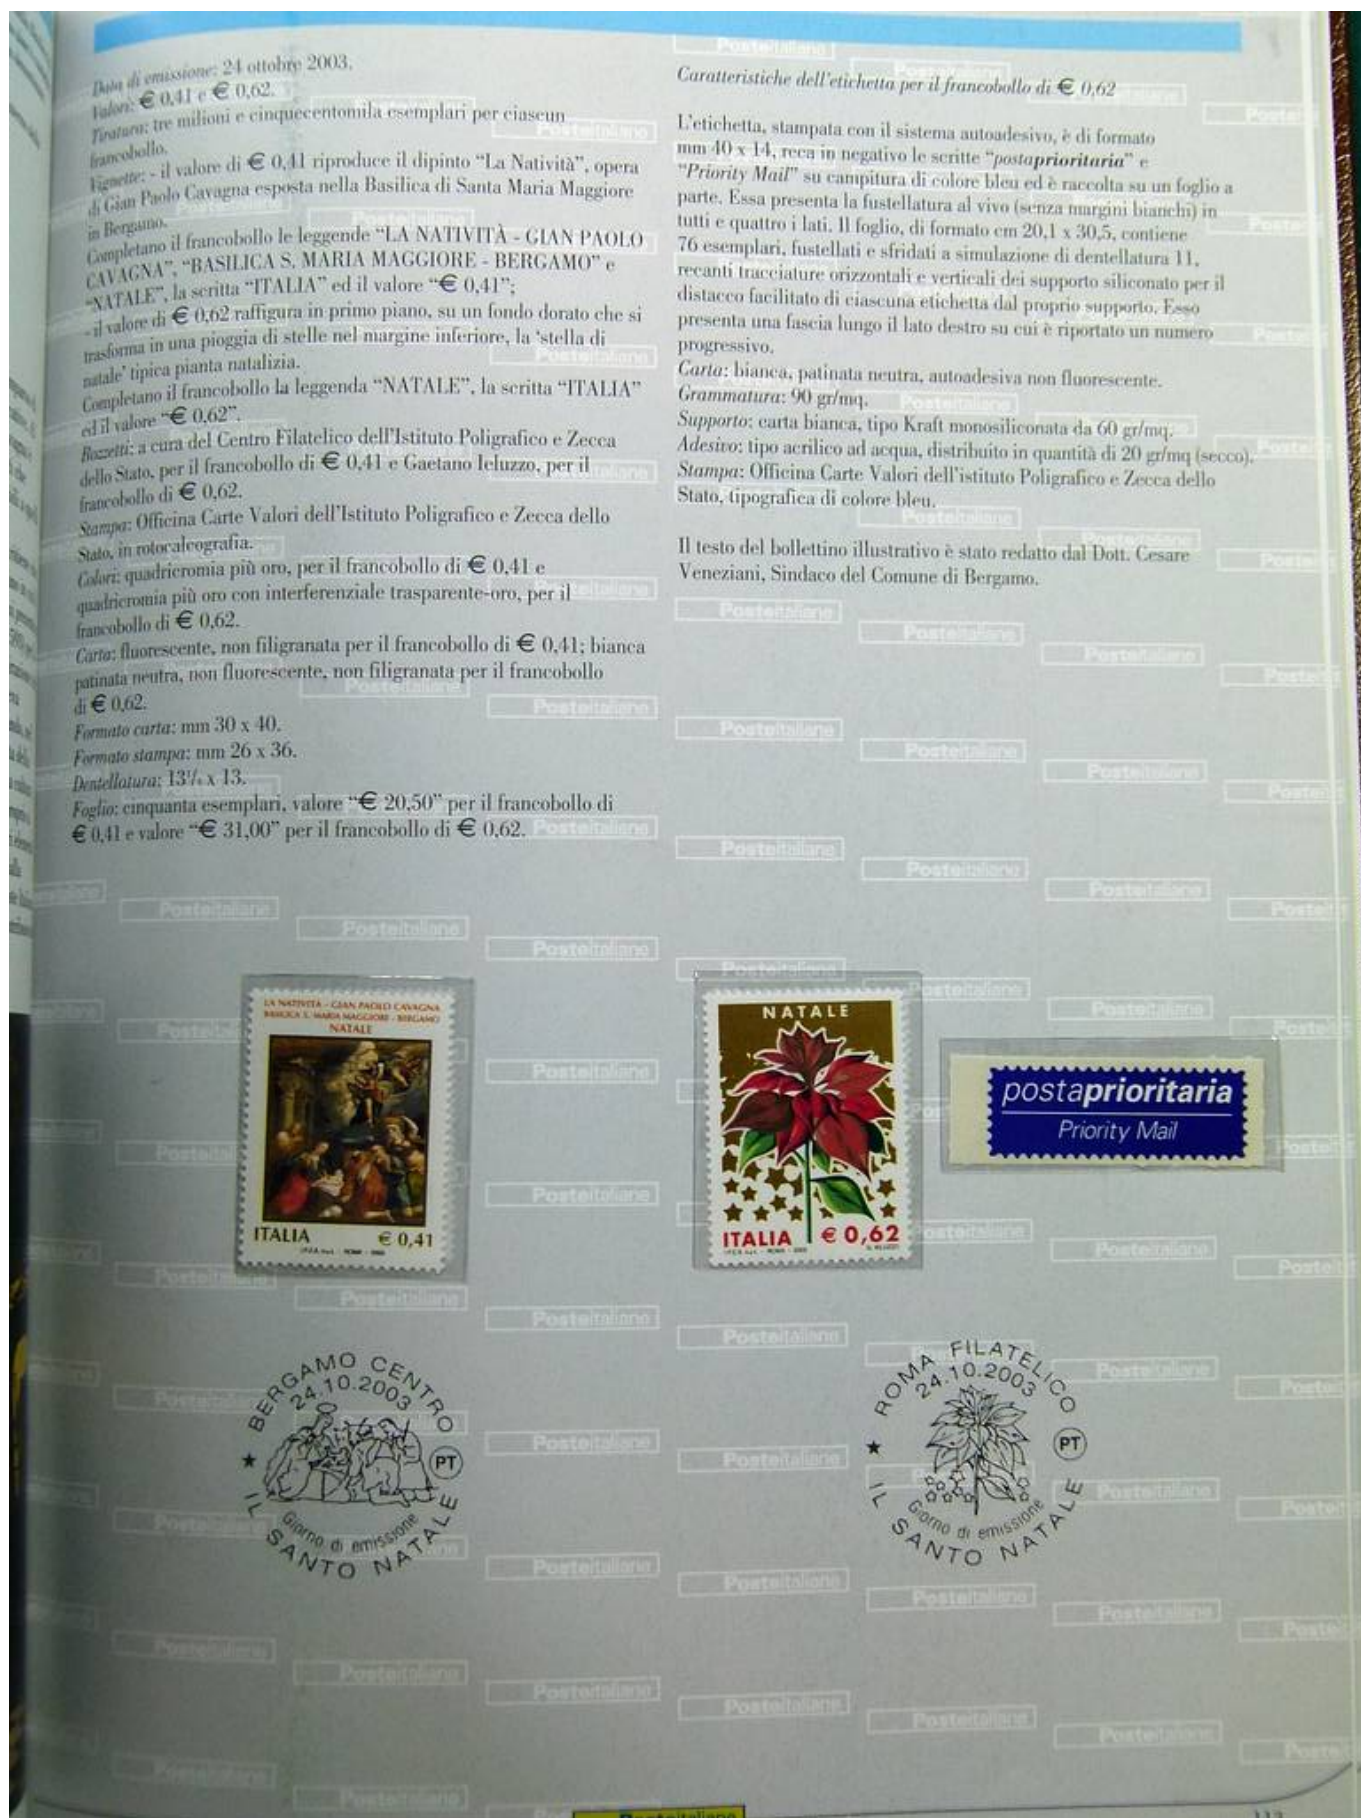 Data di emissione: 24 ottobre 2003.
Valori: € 0,41 e € 0,62.
Tiratura: tre milioni e cinquecentomila esemplari per ciascun
francobollo.
Vignette: - il valore di € 0,41 riproduce il dipinto “La Natività”, opera
di Gian Paolo Cavagna esposta nella Basilica di Santa Maria Maggiore
in Bergamo.
Completano il francobollo le leggende “LA NATIVITÀ - GIAN PAOLO
CAVAGNA”, “BASILICA S. MARIA MAGGIORE - BERGAMO” e
“NATALE”, la scritta “ITALIA” ed il valore “€ 0,41”;
- il valore di € 0,62 raffigura in primo piano, su un fondo dorato che si
trasforma in una pioggia di stelle nel margine inferiore, la ‘stella di
natale’ tipica pianta natalizia.
Completano il francobollo la leggenda “NATALE”, la scritta “ITALIA”
ed il valore “€ 0,62”.
Bozzetti: a cura del Centro Filatelico dell'Istituto Poligrafico e Zecca
dello Stato, per il francobollo di € 0,41 e Gaetano Ieluzzo, per il
francobollo di € 0,62.
Stampa: Officina Carte Valori dell'Istituto Poligrafico e Zecca dello
Stato, in rotocalcografia.
Colori: quadricromia più oro, per il francobollo di € 0,41 e
quadricromia più oro con interferenziale trasparente-oro, per il
francobollo di € 0,62.
Carta: fluorescente, non filigranata per il francobollo di € 0,41; bianca
patinata neutra, non fluorescente, non filigranata per il francobollo
di € 0,62.
Formato carta: mm 30 x 40.
Formato stampa: mm 26 x 36.
Dentellatura: 13¼ x 13.
Foglio: cinquanta esemplari, valore “€ 20,50” per il francobollo di
€ 0,41 e valore “€ 31,00” per il francobollo di € 0,62.
Caratteristiche dell'etichetta per il francobollo di € 0,62
L'etichetta, stampata con il sistema autoadesivo, è di formato
mm 40 x 14, reca in negativo le scritte “postaprioritaria” e
“Priority Mail” su campitura di colore bleu ed è raccolta su un foglio a
parte. Essa presenta la fustellatura al vivo (senza margini bianchi) in
tutti e quattro i lati. Il foglio, di formato cm 20,1 x 30,5, contiene
76 esemplari, fustellati e sfridati a simulazione di dentellatura 11,
recanti tracciature orizzontali e verticali dei supporto siliconato per il
distacco facilitato di ciascuna etichetta dal proprio supporto. Esso
presenta una fascia lungo il lato destro su cui è riportato un numero
progressivo.
Carta: bianca, patinata neutra, autoadesiva non fluorescente.
Grammatura: 90 gr/mq.
Supporto: carta bianca, tipo Kraft monosiliconata da 60 gr/mq.
Adesivo: tipo acrilico ad acqua, distribuito in quantità di 20 gr/mq (secco).
Stampa: Officina Carte Valori dell'istituto Poligrafico e Zecca dello
Stato, tipografica di colore bleu.
Il testo del bollettino illustrativo è stato redatto dal Dott. Cesare
Veneziani, Sindaco del Comune di Bergamo.
LA NATIVITÀ - GIAN PAOLO CAVAGNA
BASILICA S. MARIA MAGGIORE - BERGAMO
NATALE
ITALIA € 0,41
NATALE
ITALIA € 0,62
postaprioritaria
Priority Mail
BERGAMO CENTRO
24.10.2003
PT
Giorno di emissione
IL SANTO NATALE
ROMA FILATELICO
24.10.2003
PT
Giorno di emissione
IL SANTO NATALE
Posteitaliane